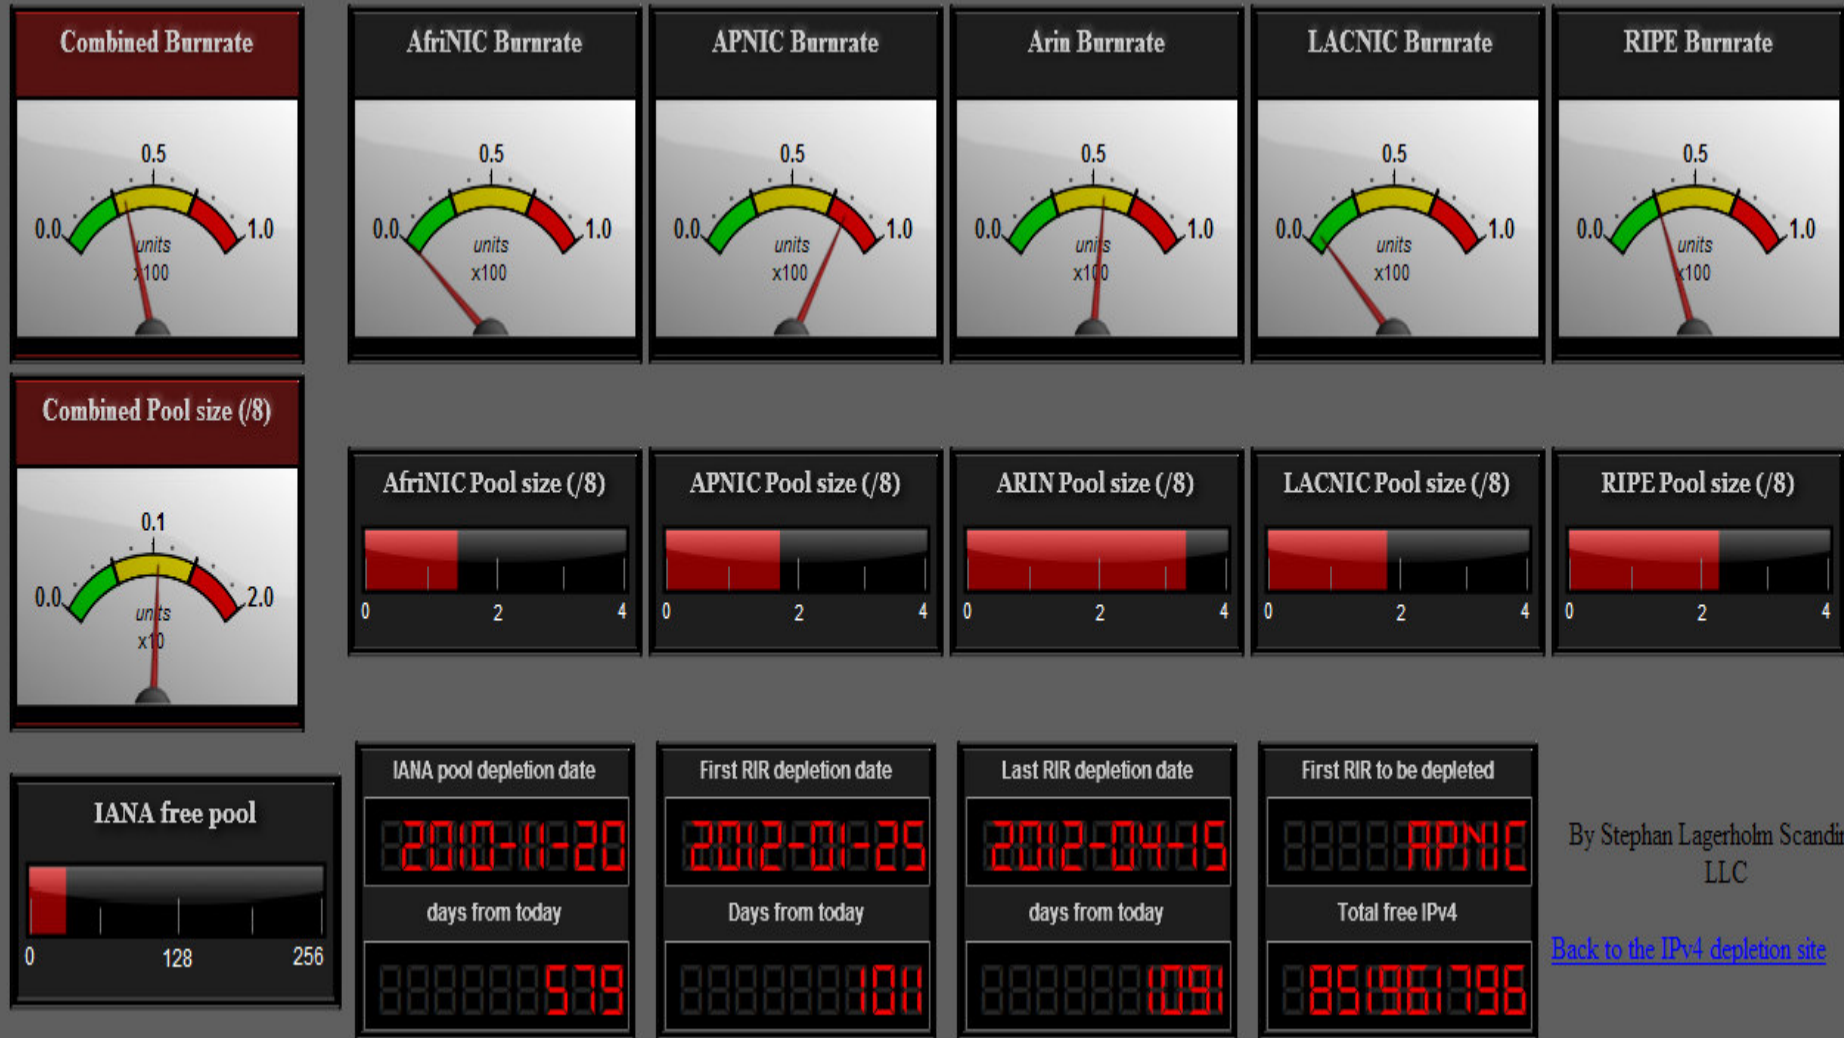 Combined Burnrate
0.0 0.5 1.0
units
x100
AfriNIC Burnrate
0.0 0.5 1.0
units
x100
APNIC Burnrate
0.0 0.5 1.0
units
x100
Arin Burnrate
0.0 0.5 1.0
units
x100
LACNIC Burnrate
0.0 0.5 1.0
units
x100
RIPE Burnrate
0.0 0.5 1.0
units
x100
Combined Pool size (/8)
0.0 0.1 2.0
units
x10
AfriNIC Pool size (/8)
0 2 4
APNIC Pool size (/8)
0 2 4
ARIN Pool size (/8)
0 2 4
LACNIC Pool size (/8)
0 2 4
RIPE Pool size (/8)
0 2 4
IANA free pool
0 128 256
IANA pool depletion date
2010-11-20
days from today
579
First RIR depletion date
2012-01-25
Days from today
1011
Last RIR depletion date
2012-04-15
days from today
1091
First RIR to be depleted
APNIC
Total free IPv4
851961796
By Stephan Lagerholm Scandin
LLC
Back to the IPv4 depletion site